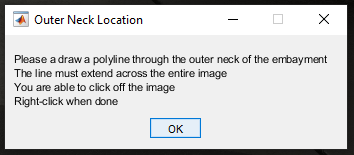 Outer Neck Location
Please a draw a polyline through the outer neck of the embayment
The line must extend across the entire image
You are able to click off the image
Right-click when done
OK